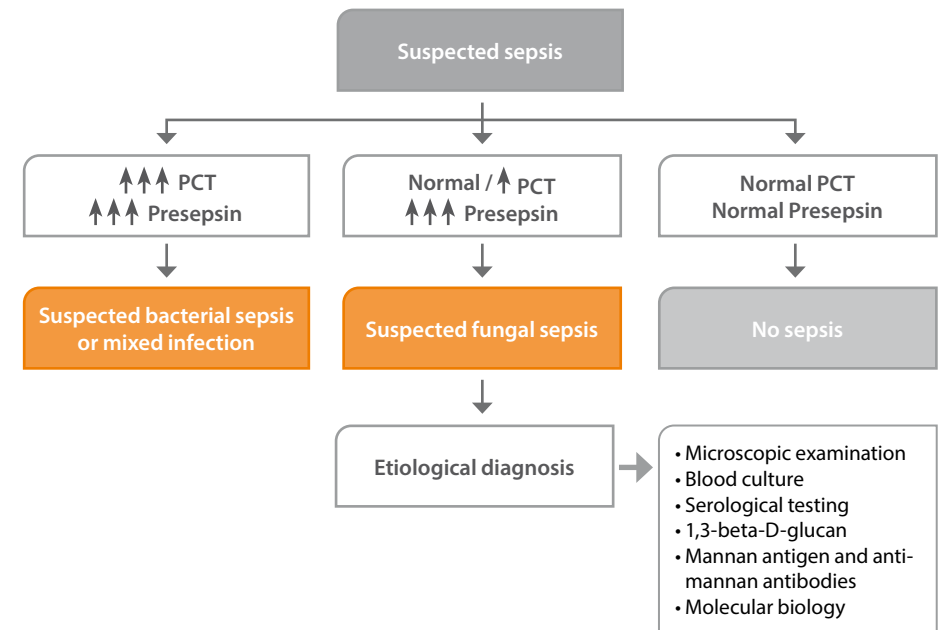 Suspected sepsis
↑↑↑ PCT
↑↑↑ Presepsin
Normal / ↑ PCT
↑↑↑ Presepsin
Normal PCT
Normal Presepsin
Suspected bacterial sepsis
or mixed infection
Suspected fungal sepsis
No sepsis
Etiological diagnosis
• Microscopic examination
• Blood culture
• Serological testing
• 1,3-beta-D-glucan
• Mannan antigen and anti-
mannan antibodies
• Molecular biology